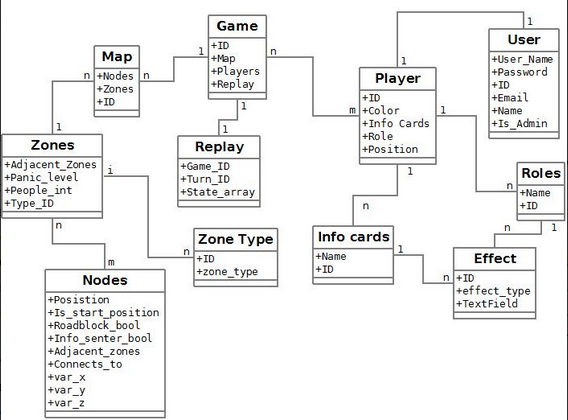 Game
+ID
+Map
+Players
+Replay
1
n
1
Map
+Nodes
+Zones
+ID
n
n
User
+User_Name
+Password
+ID
+Email
+Name
+Is_Admin
1
Player
+ID
+Color
+Info Cards
+Role
+Position
1
m
1
1
Zones
+Adjacent_Zones
+Panic_level
+People_int
+Type_ID
1
i
n
Replay
+Game_ID
+Turn_ID
+State_array
1
Roles
+Name
+ID
n
1
Zone Type
+ID
+zone_type
n
Info cards
+Name
+ID
n
1
Effect
+ID
+effect_type
+TextField
n
n
Nodes
+Posistion
+Is_start_position
+Roadblock_bool
+Info_senter_bool
+Adjacent_zones
+Connects_to
+var_x
+var_y
+var_z
m